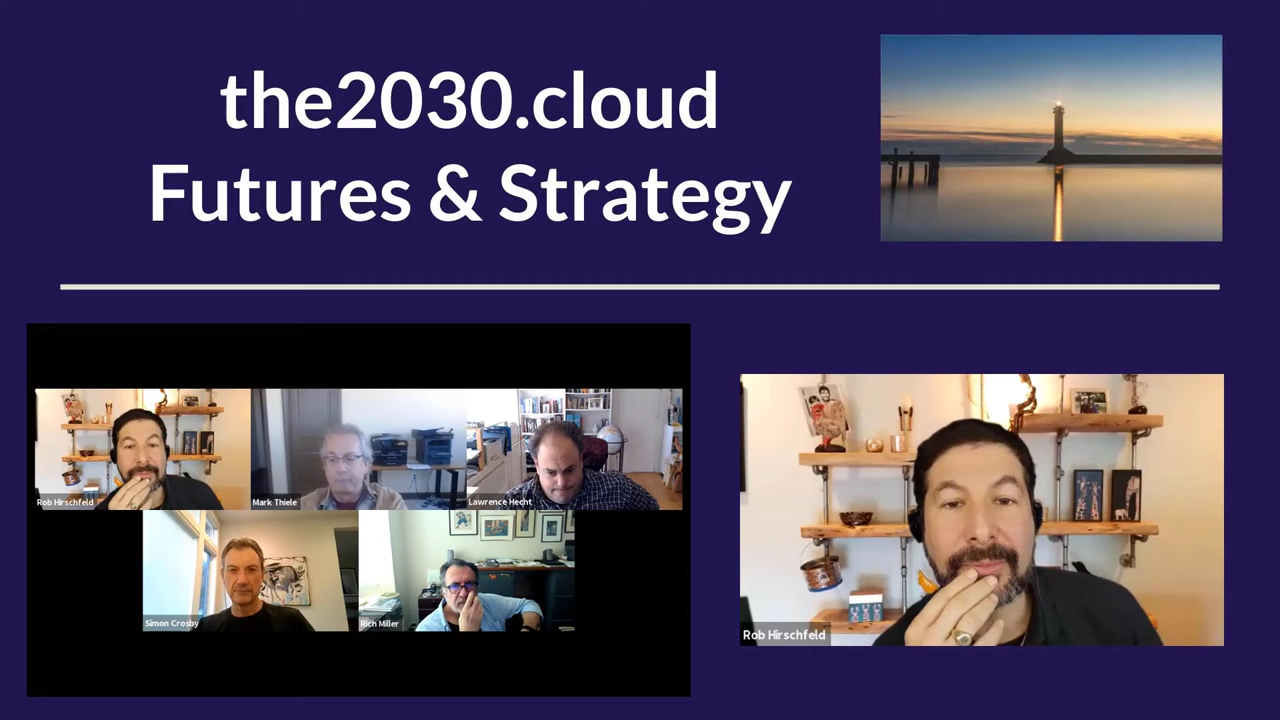 the2030.cloud
Futures & Strategy
Rob Hirschfeld
Mark Thiele
Lawrence Hecht
Simon Crosby
Rich Miller
Rob Hirschfeld